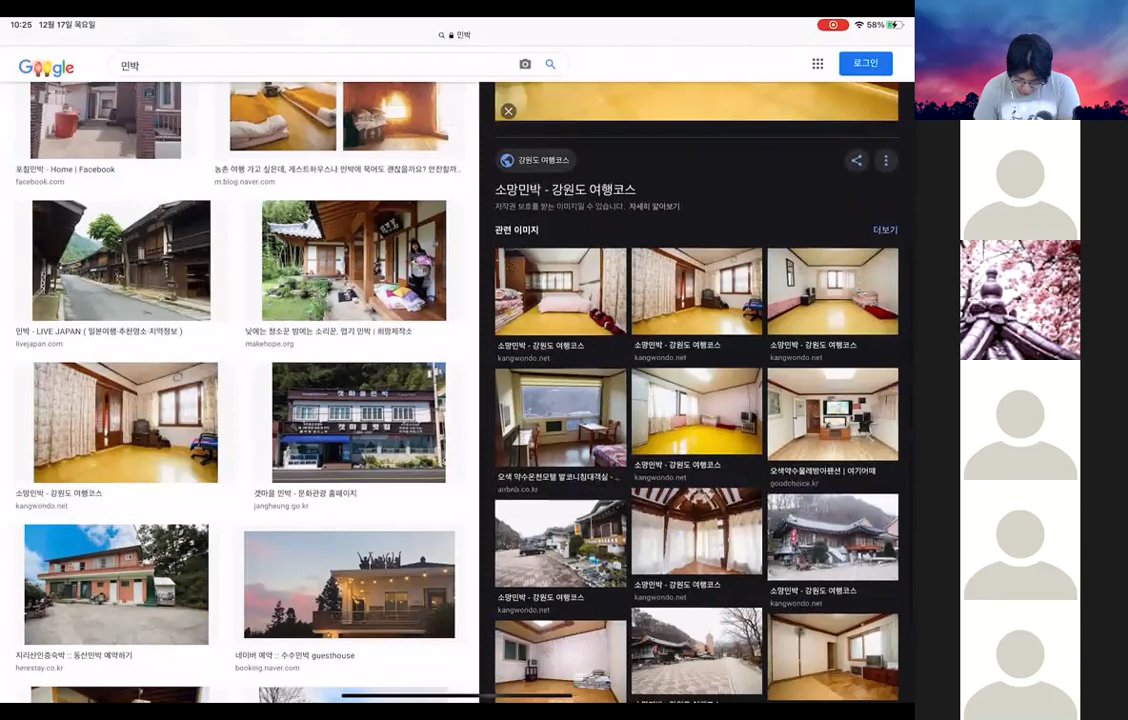 10:25 12월 17일 목요일
58%
민박
Google
민박
로그인
포칠민박 - Home | Facebook
facebook.com
농촌 여행 가고 싶은데, 게스트하우스나 민박에 묵어도 괜찮을까요? 안전할까...
m.blog.naver.com
민박 - LIVE JAPAN ( 일본여행·추천명소·지역정보 )
livejapan.com
낮에는 청소꾼 밤에는 소리꾼, 엽기 민박 | 희망제작소
makehope.org
소망민박 - 강원도 여행코스
kangwondo.net
갯마을 민박 - 문화관광 홈페이지
jangheung.go.kr
지리산인증숙박 :: 동산민박 예약하기
herestay.co.kr
네이버 예약 :: 수수민박 guesthouse
booking.naver.com
강원도 여행코스
소망민박 - 강원도 여행코스
저작권 보호를 받는 이미지일 수 있습니다. 자세히 알아보기
관련 이미지
더보기
소망민박 - 강원도 여행코스
kangwondo.net
소망민박 - 강원도 여행코스
kangwondo.net
소망민박 - 강원도 여행코스
kangwondo.net
오색 약수온천모텔 발코니침대객실 - ...
airbnb.co.kr
소망민박 - 강원도 여행코스
kangwondo.net
오색약수물레방아펜션 | 여기어때
goodchoice.kr
소망민박 - 강원도 여행코스
kangwondo.net
소망민박 - 강원도 여행코스
kangwondo.net
소망민박 - 강원도 여행코스
kangwondo.net